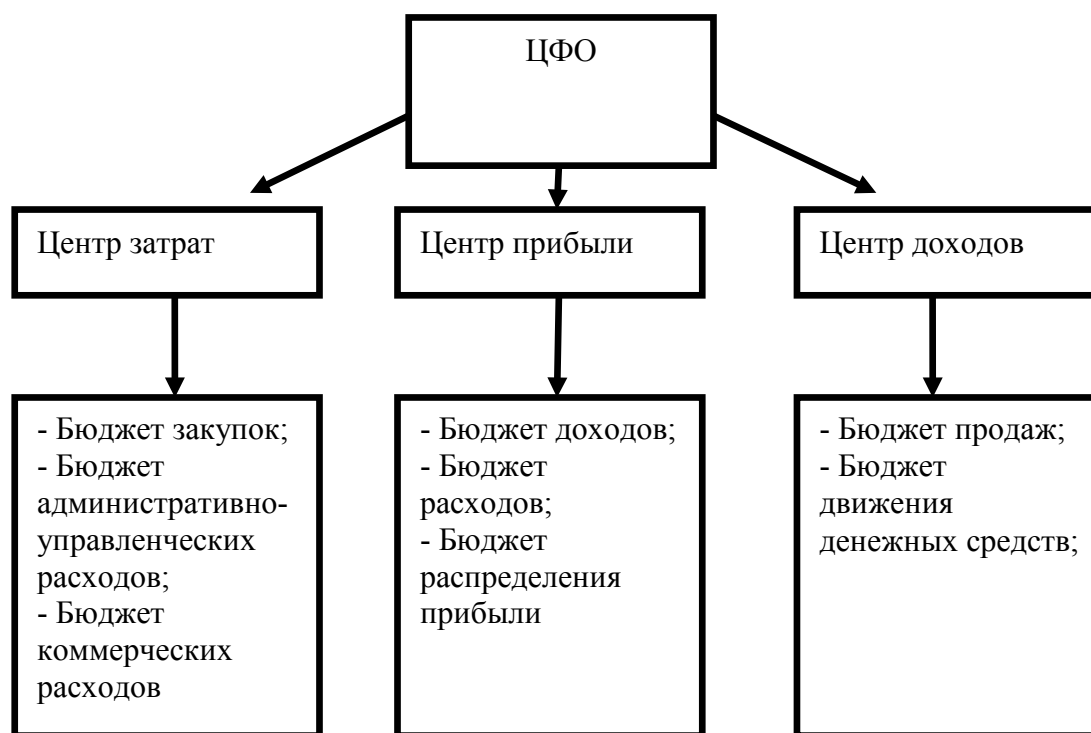 ЦФО
Центр затрат
Центр прибыли
Центр доходов
- Бюджет закупок;
- Бюджет
административно-
управленческих
расходов;
- Бюджет
коммерческих
расходов
- Бюджет доходов;
- Бюджет
расходов;
- Бюджет
распределения
прибыли
- Бюджет продаж;
- Бюджет
движения
денежных средств;